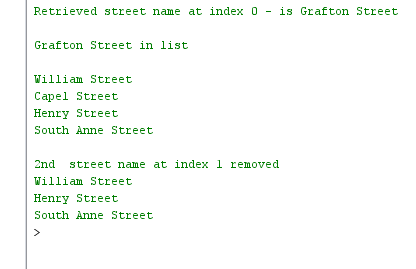 Retrieved street name at index 0 - is Grafton Street
Grafton Street in list
William Street
Capel Street
Henry Street
South Anne Street
2nd  street name at index 1 removed
William Street
Henry Street
South Anne Street
>